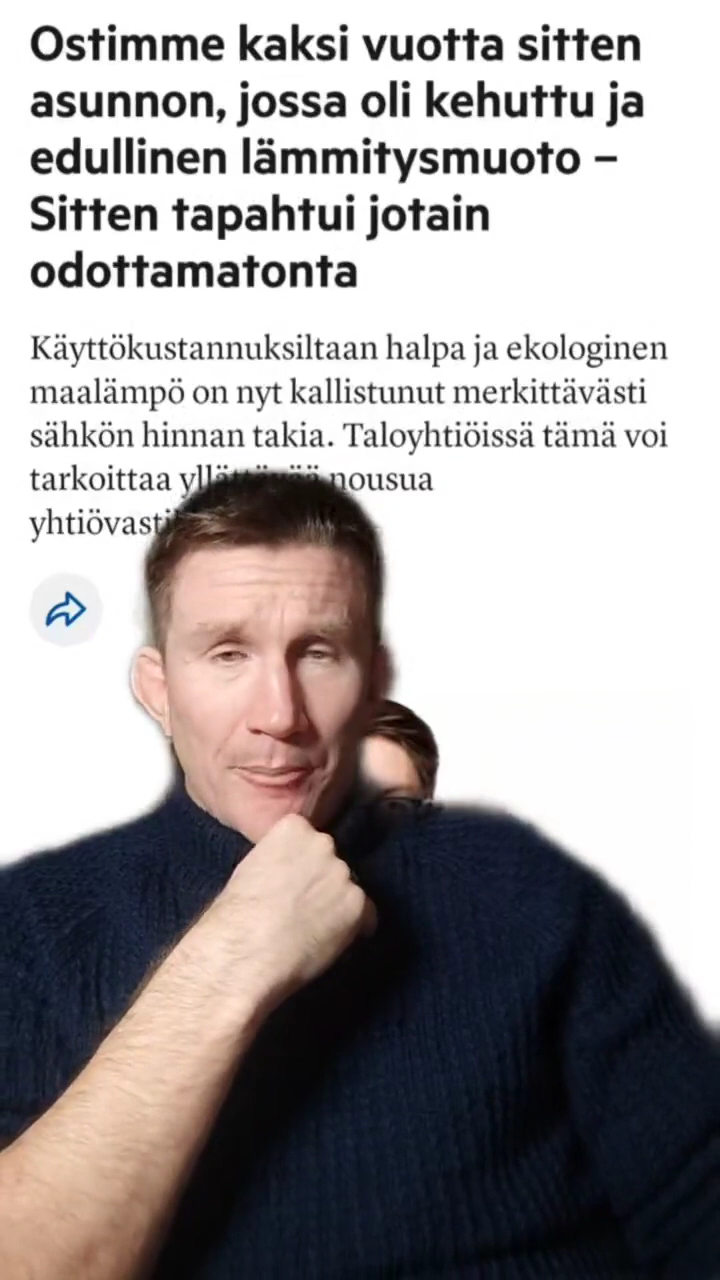 Ostimme kaksi vuotta sitten
asunnon, jossa oli kehuttu ja
edullinen lämmitysmuoto –
Sitten tapahtui jotain
odottamatonta
Käyttökustannuksiltaan halpa ja ekologinen
maalämpö on nyt kallistunut merkittävästi
sähkön hinnan takia. Taloyhtiöissä tämä voi
tarkoittaa nousua